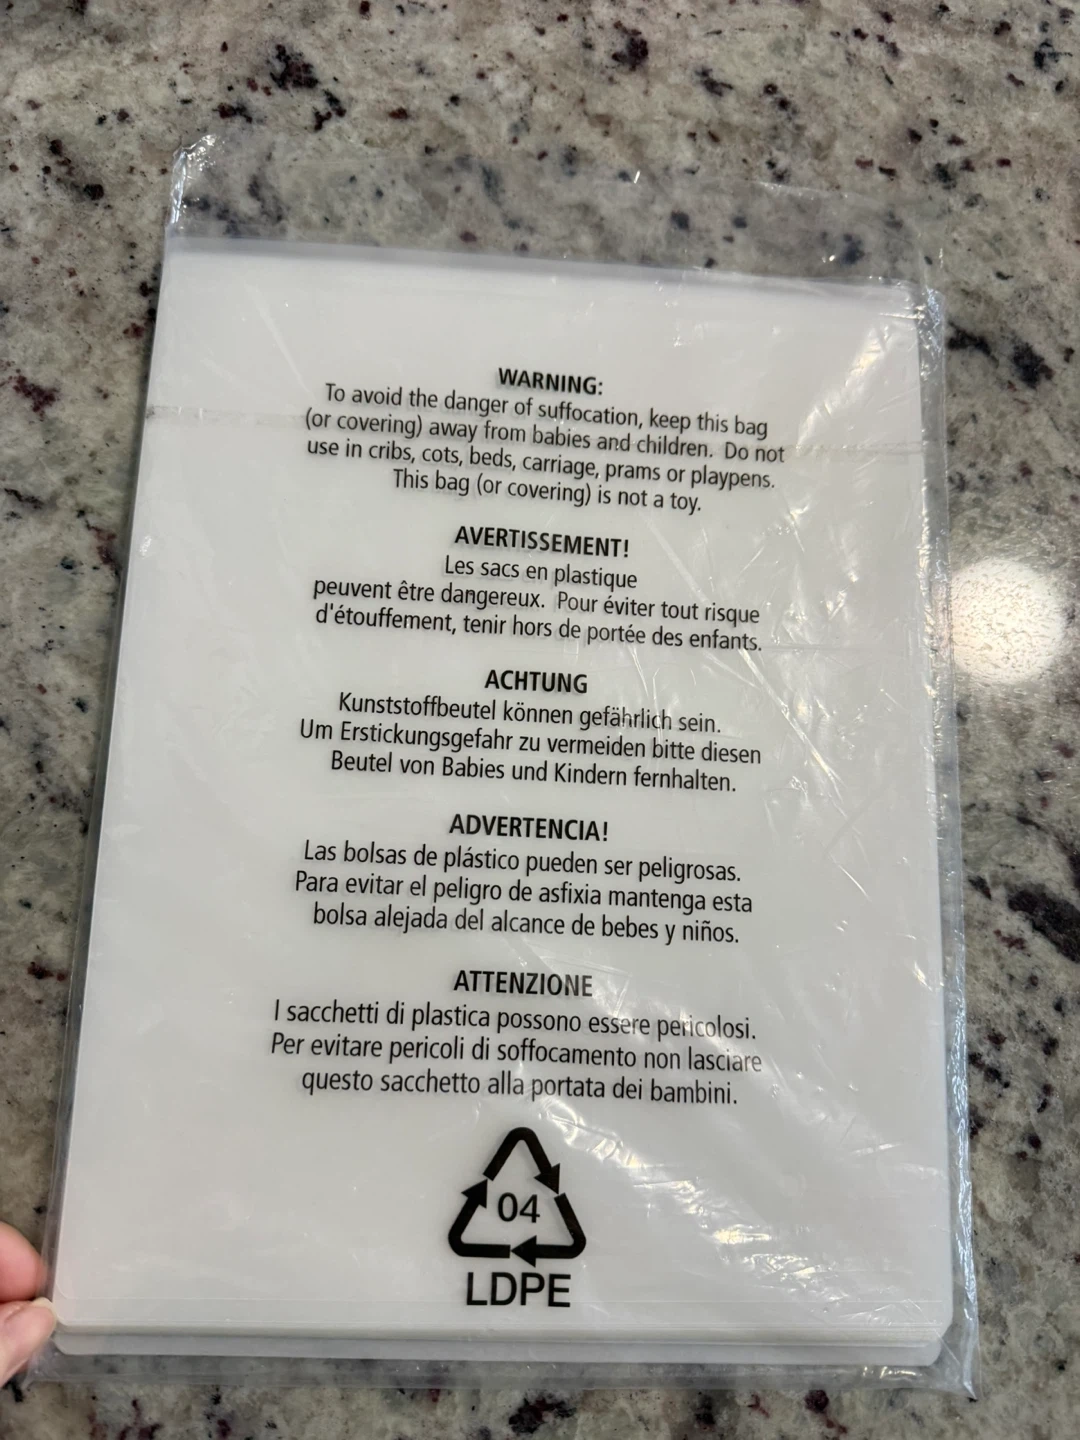 WARNING:
To avoid the danger of suffocation, keep this bag
(or covering) away from babies and children. Do not
use in cribs, cots, beds, carriage, prams or playpens.
This bag (or covering) is not a toy.
AVERTISSEMENT!
Les sacs en plastique
peuvent être dangereux. Pour éviter tout risque
d'étouffement, tenir hors de portée des enfants.
ACHTUNG
Kunststoffbeutel können gefährlich sein.
Um Erstickungsgefahr zu vermeiden bitte diesen
Beutel von Babies und Kindern fernhalten.
ADVERTENCIA!
Las bolsas de plástico pueden ser peligrosas.
Para evitar el peligro de asfixia mantenga esta
bolsa alejada del alcance de bebes y niños.
ATTENZIONE
I sacchetti di plastica possono essere pericolosi.
Per evitare pericoli di soffocamento non lasciare
questo sacchetto alla portata dei bambini.
04
LDPE